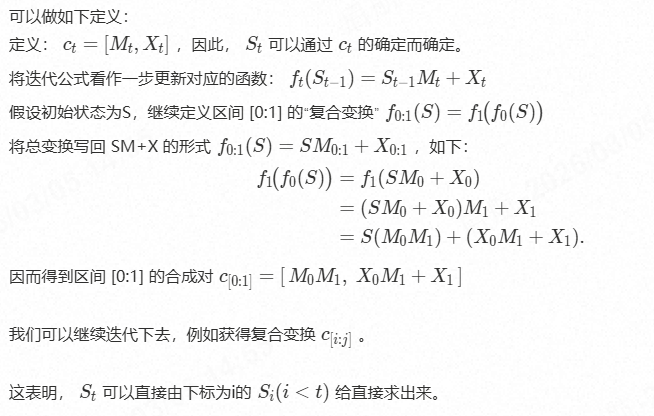 可以做如下定义：
定义： c_t = [M_t, X_t] ，因此， S_t 可以通过 c_t 的确定而确定。
将迭代公式看作一步更新对应的函数： f_t(S_{t-1}) = S_{t-1}M_t + X_t
假设初始状态为S，继续定义区间 [0:1] 的“复合变换” f_{0:1}(S) = f_1(f_0(S))
将总变换写回 SM+X 的形式 f_{0:1}(S) = SM_{0:1} + X_{0:1} ，如下：
f_1(f_0(S)) = f_1(SM_0 + X_0)
= (SM_0 + X_0)M_1 + X_1
= S(M_0M_1) + (X_0M_1 + X_1).
因而得到区间 [0:1] 的合成对 c_{[0:1]} = [ M_0M_1, X_0M_1 + X_1 ]
我们可以继续迭代下去，例如获得复合变换 c_{[i:j]} 。
这表明， S_t 可以直接由下标为i的 S_i(i < t) 给直接求出来。